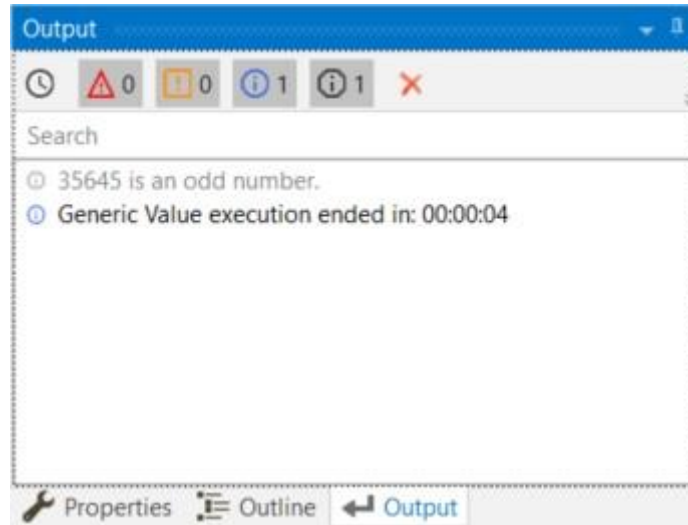 Output
0 0 1 1
Search
35645 is an odd number.
Generic Value execution ended in: 00:00:04
Properties Outline Output